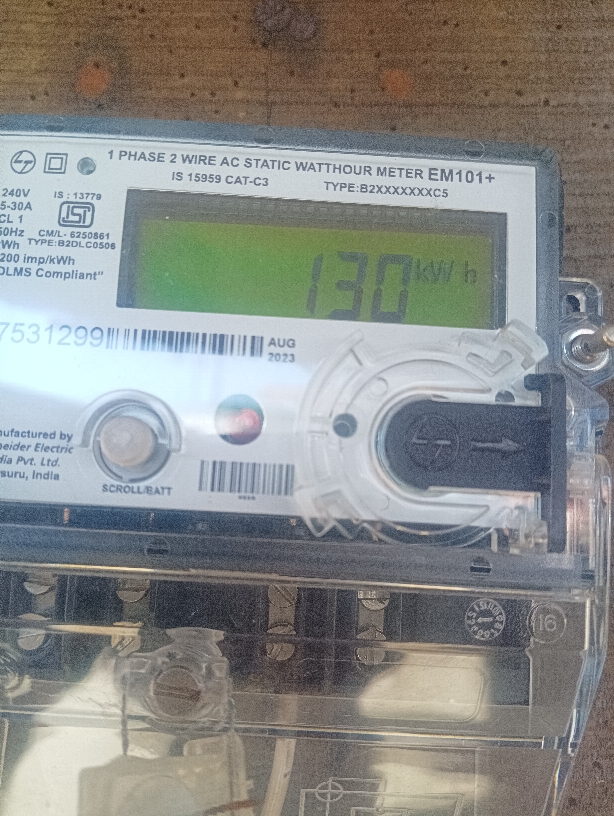 1 PHASE 2 WIRE AC STATIC WATTHOUR METER EM101+
IS 15959 CAT-C3
TYPE:B2XXXXXXXC5
240V
5-30A
CL 1
50Hz
200 imp/kWh
DLMS Compliant"
IS : 13779
ISI
CM/L- 6250861
TYPE:B2DLC0506
130 kW h
7531299
AUG
2023
SCROLL/BATT
nufactured by
neider Electric
dia Pvt. Ltd.
suru, India
16